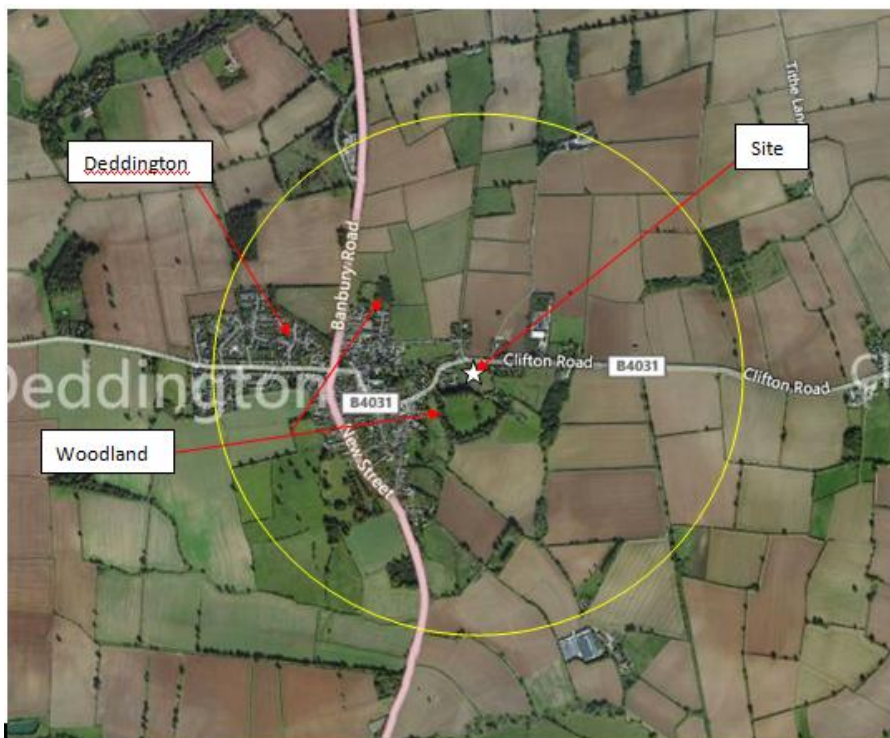 Tithe Lan
Deddington
Site
Banbury Road
Clifton Road
B4031
Clifton Road
Deddington
B4031
C
Woodland
New Street